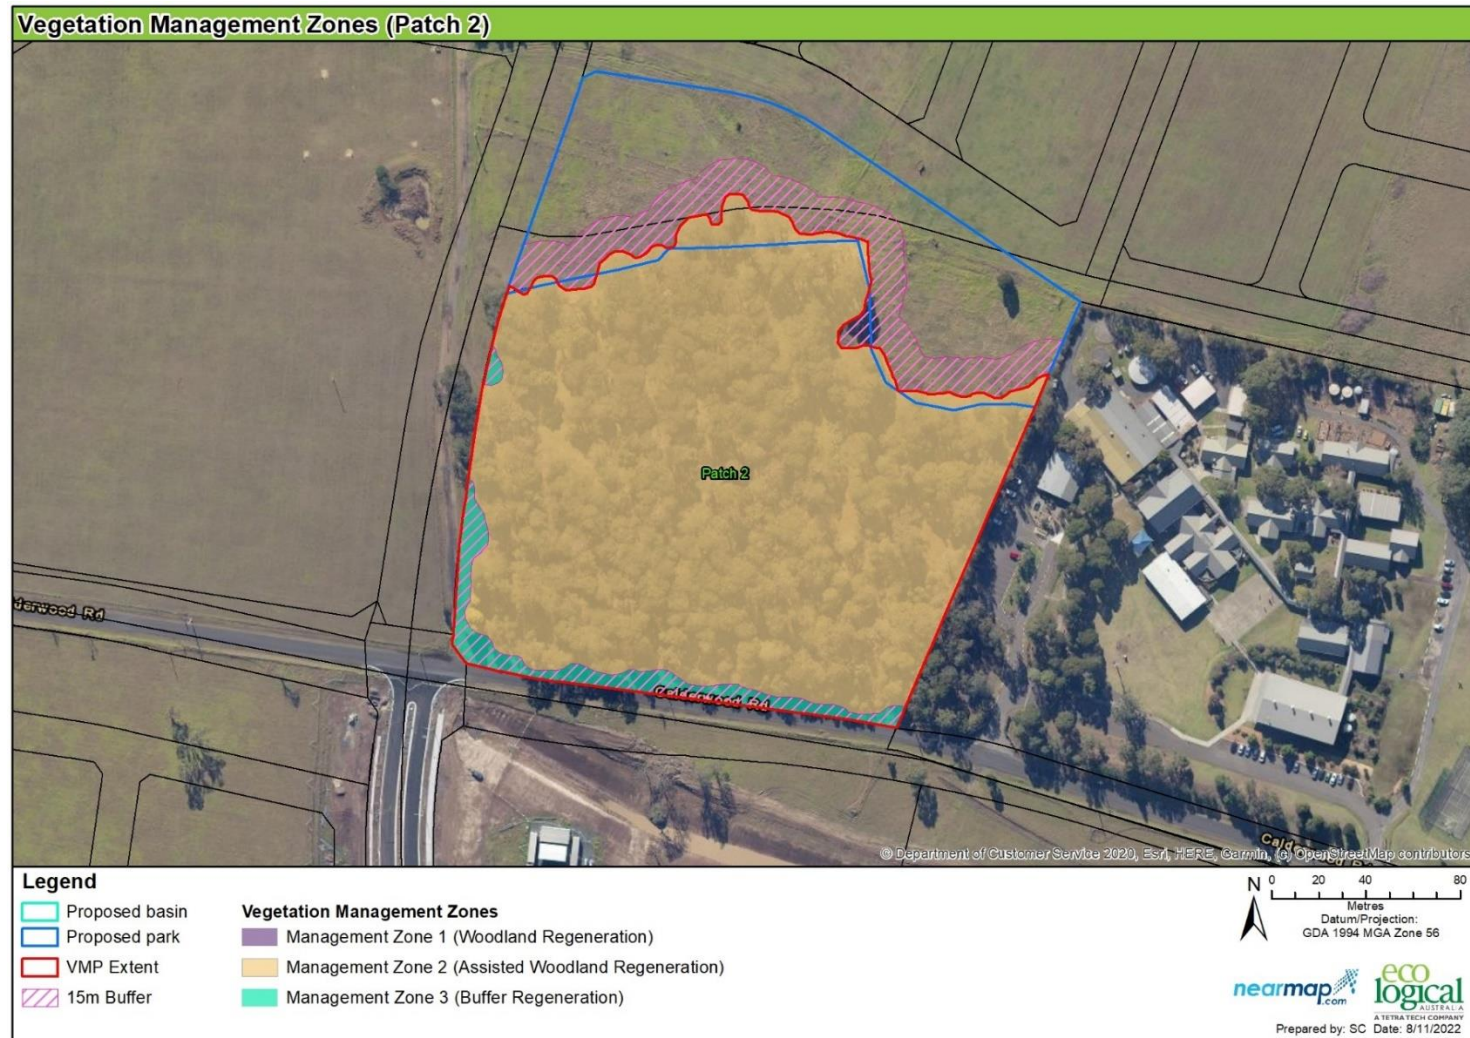 Vegetation Management Zones (Patch 2)
Patch 2
derwood Rd
Calderwood Rd
© Department of Customer Service 2020, Esri, HERE, Garmin, (c) OpenStreetMap contributors
Legend
Proposed basin
Proposed park
VMP Extent
15m Buffer
Vegetation Management Zones
Management Zone 1 (Woodland Regeneration)
Management Zone 2 (Assisted Woodland Regeneration)
Management Zone 3 (Buffer Regeneration)
N
0 20 40 80
Metres
Datum/Projection:
GDA 1994 MGA Zone 56
nearmap
.com
eco
logical
AUSTRALIA
A TETRA TECH COMPANY
Prepared by: SC Date: 8/11/2022